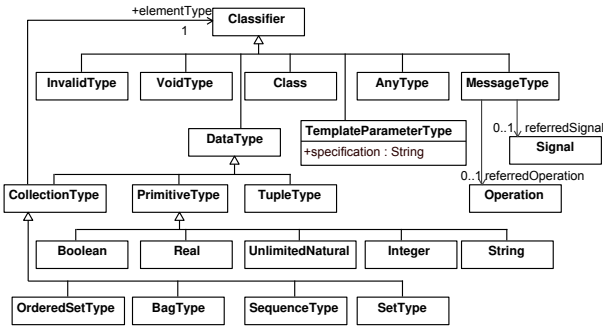 +elementType
Classifier
1
InvalidType
VoidType
Class
AnyType
MessageType
DataType
TemplateParameterType
+specification : String
0..1 referredSignal
Signal
0..1 referredOperation
CollectionType
PrimitiveType
TupleType
Operation
Boolean
Real
UnlimitedNatural
Integer
String
OrderedSetType
BagType
SequenceType
SetType